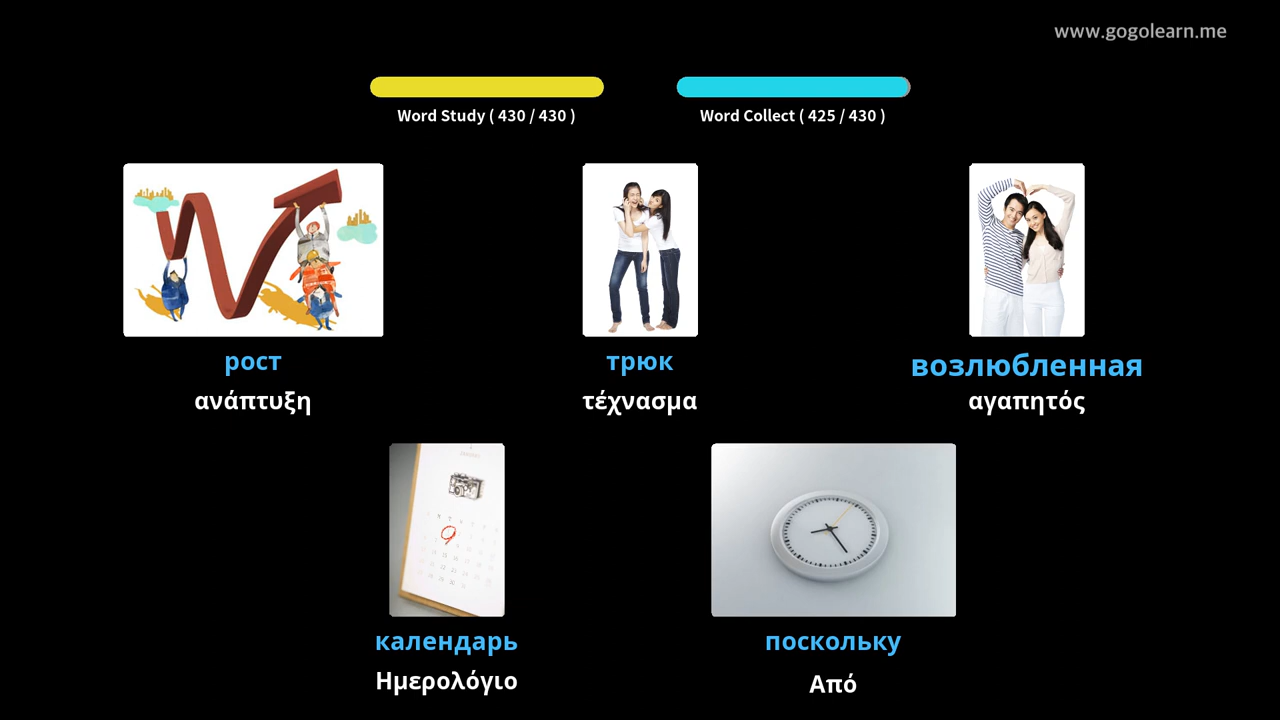 www.gogolearn.me
Word Study ( 430 / 430 )
Word Collect ( 425 / 430 )
рост
ανάπτυξη
трюк
τέχνασμα
возлюбленная
αγαπητός
календарь
Ημερολόγιο
поскольку
Από